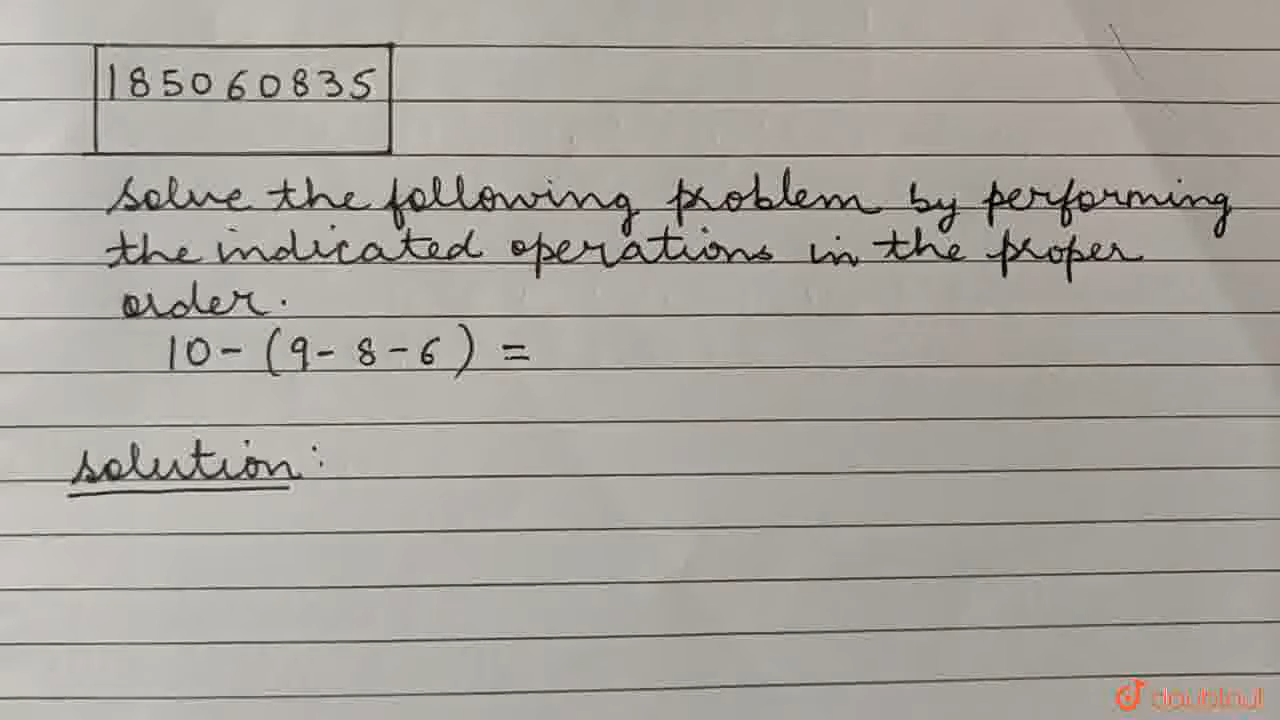 185060835
solve the following problem by performing
the indicated operations in the proper
order.
10 - (9 - 8 - 6) =
solution:
doubtnut